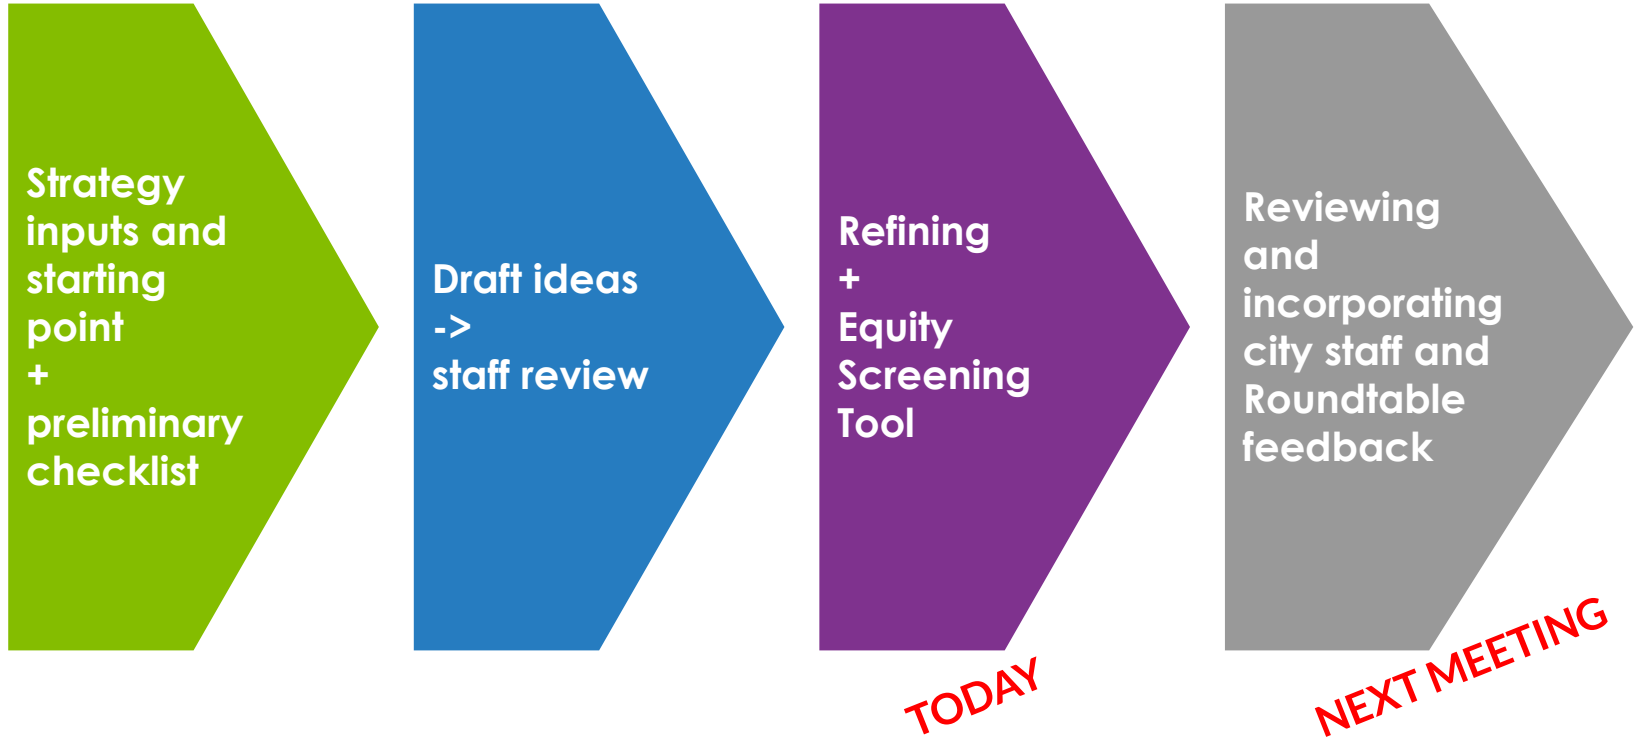 Strategy
inputs and
starting
point
+
preliminary
checklist
Draft ideas
->
staff review
Refining
+
Equity
Screening
Tool
Reviewing
and
incorporating
city staff and
Roundtable
feedback
TODAY
NEXT MEETING